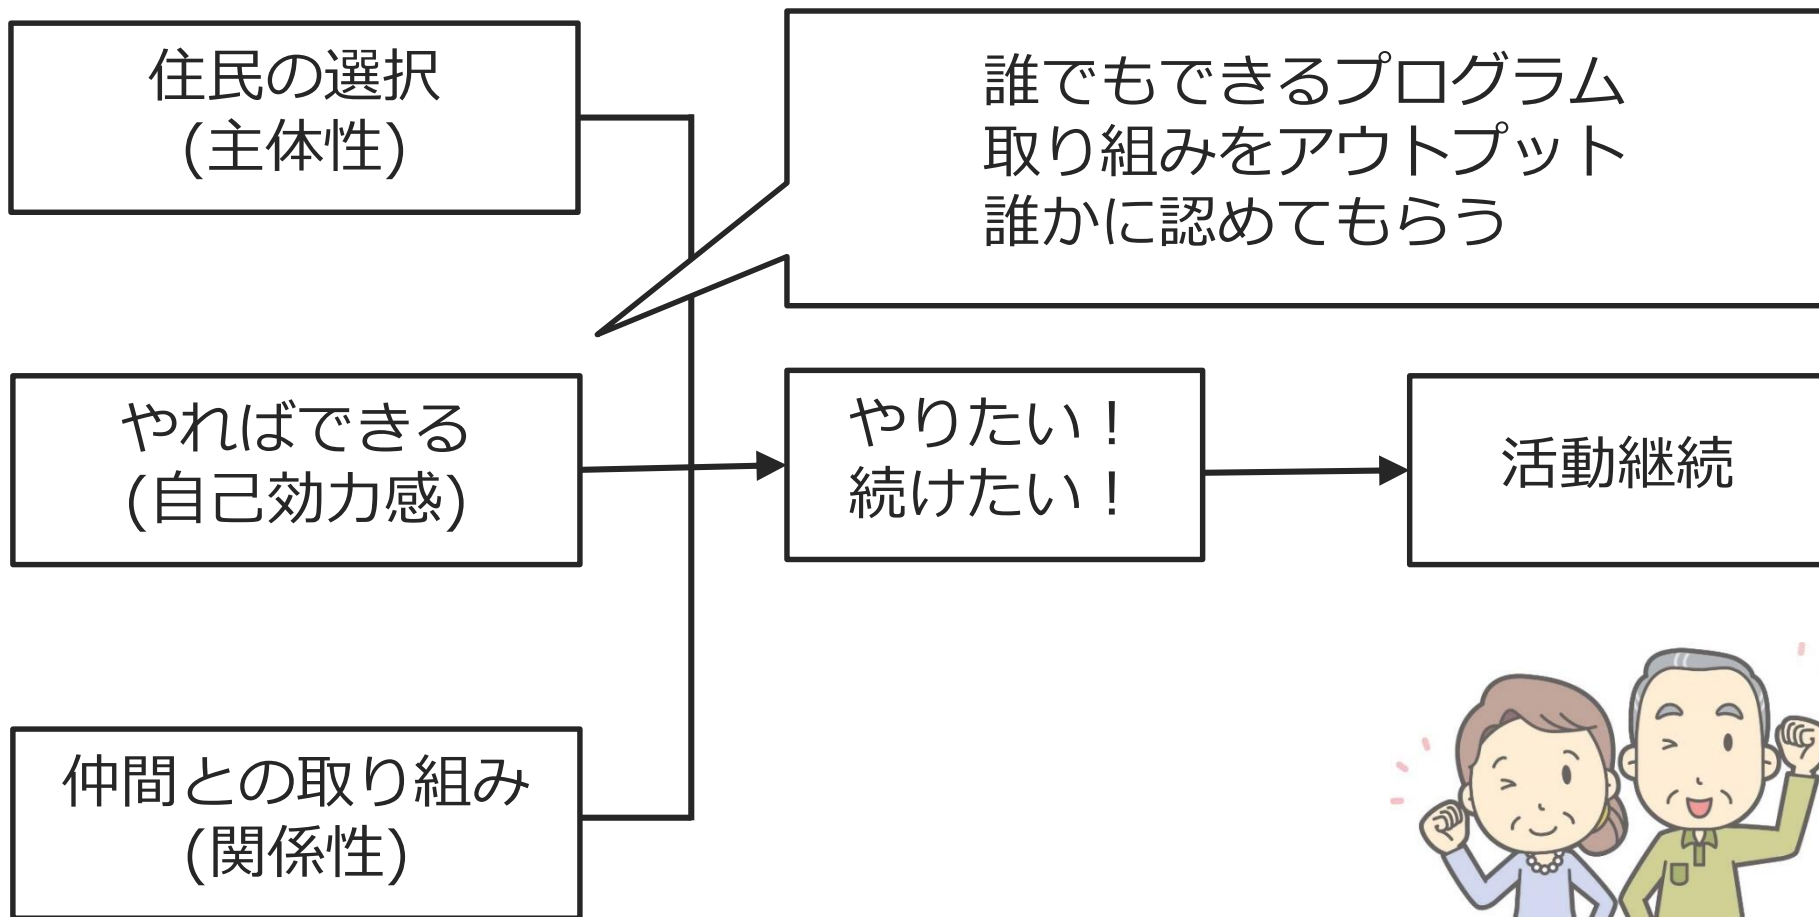 住民の選択
(主体性)
誰でもできるプログラム
取り組みをアウトプット
誰かに認めてもらう
やればできる
(自己効力感)
やりたい！
続けたい！
活動継続
仲間との取り組み
(関係性)